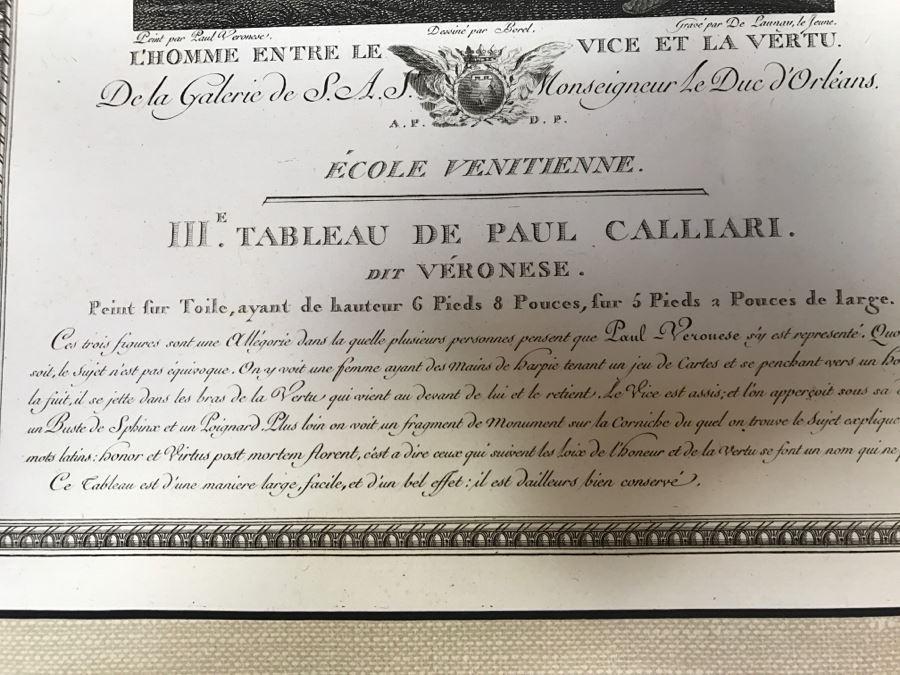 Peint par Paul Veronese. Dessiné par Borel. Gravé par De Launay, le Jeune.
L'HOMME ENTRE LE VICE ET LA VÈRTU.
De la Galerie de S. A. S. Monseigneur Le Duc d'Orléans.
A. P. D. P.
ÉCOLE VENITIENNE.
IIIE. TABLEAU DE PAUL CALLIARI.
DIT VÉRONESE.
Peint sur Toile, ayant de hauteur 6 Pieds 8 Pouces, sur 5 Pieds 2 Pouces de large.
Ces trois figures sont une Allégorie dans la quelle plusieurs personnes pensent que Paul Veronese s'y est representé. Quo
soit, le Sujet n'est pas équivoque. On y voit une femme ayant des Mains de harpie tenant un jeu de Cartes et se penchant vers un ho
la fuit, il se jette dans les bras de la Vertu, qui vient au devant de lui et le retient. Le Vice est assis; et l'on apperçoit sous sa
un Buste de Sphinx et un Poignard. Plus loin on voit un fragment de Monument sur la Corniche du quel on trouve le Sujet explique
mots latins: honor et Virtus post mortem florent, c'est a dire ceux qui suivent les loix de l'honeur et de la Vertu se font un nom qui ne
Ce Tableau est d'une maniere large, facile, et d'un bel effet: il est d'ailleurs bien conservé.